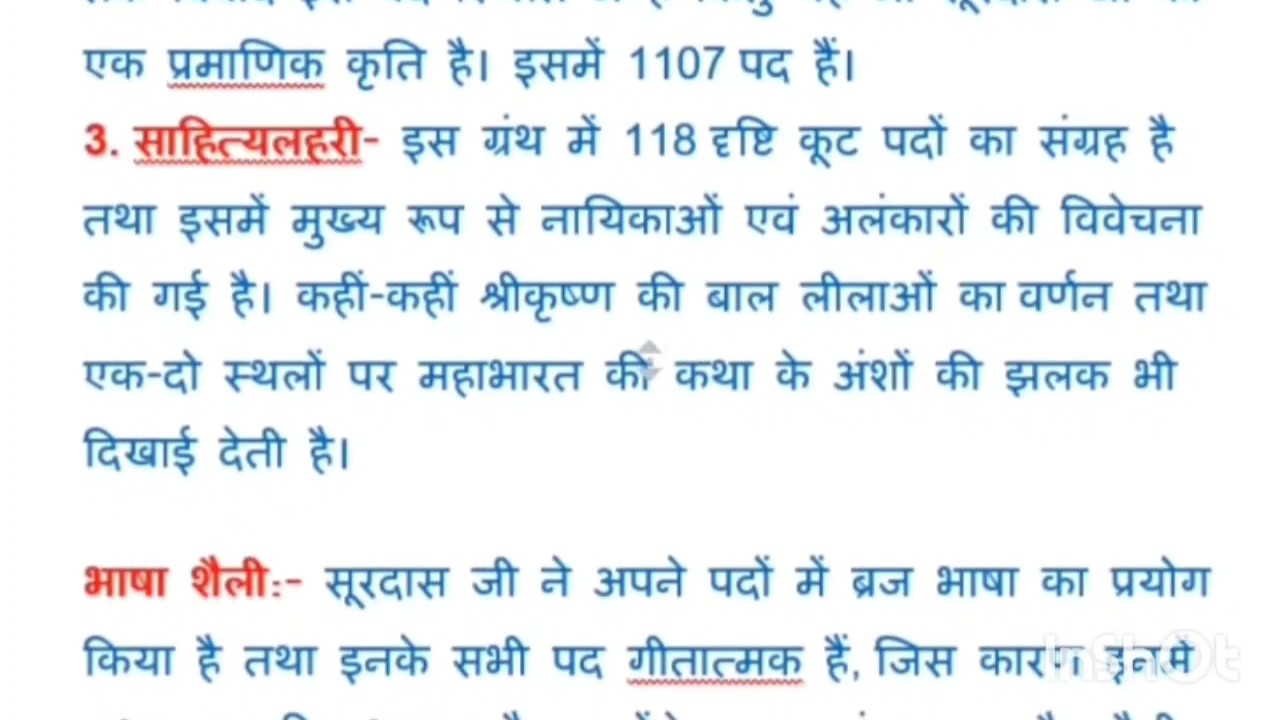 एक प्रमाणिक कृति है। इसमें 1107 पद हैं।
3. साहित्यलहरी- इस ग्रंथ में 118 दृष्टि कूट पदों का संग्रह है
तथा इसमें मुख्य रूप से नायिकाओं एवं अलंकारों की विवेचना
की गई है। कहीं-कहीं श्रीकृष्ण की बाल लीलाओं का वर्णन तथा
एक-दो स्थलों पर महाभारत की कथा के अंशों की झलक भी
दिखाई देती है।
भाषा शैली:- सूरदास जी ने अपने पदों में ब्रज भाषा का प्रयोग
किया है तथा इनके सभी पद गीतात्मक हैं, जिस कारण इनमें
InShOt